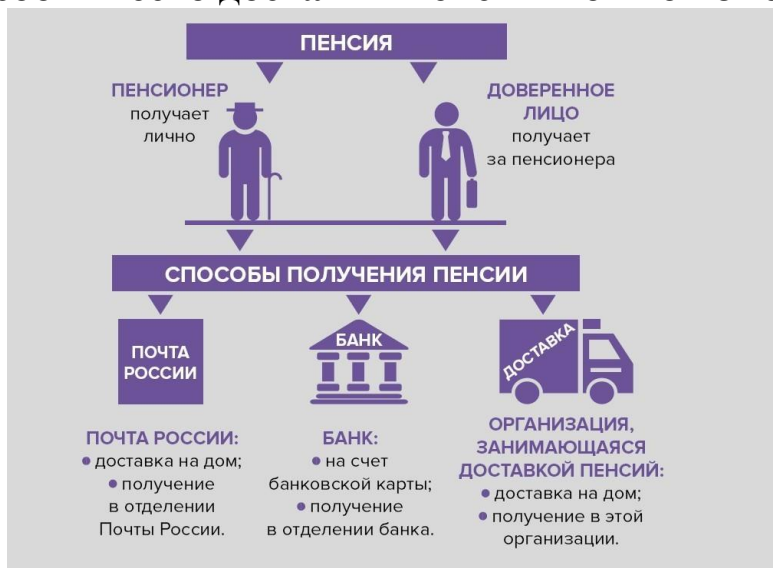 ПЕНСИЯ
ПЕНСИОНЕР
получает
лично
ДОВЕРЕННОЕ
ЛИЦО
получает
за пенсионера
СПОСОБЫ ПОЛУЧЕНИЯ ПЕНСИИ
ПОЧТА
РОССИИ
БАНК
ДОСТАВКА
ПОЧТА РОССИИ:
• доставка на дом;
• получение
в отделении
Почты России.
БАНК:
• на счет
банковской карты;
• получение
в отделении банка.
ОРГАНИЗАЦИЯ,
ЗАНИМАЮЩАЯСЯ
ДОСТАВКОЙ ПЕНСИЙ:
• доставка на дом;
• получение в этой
организации.